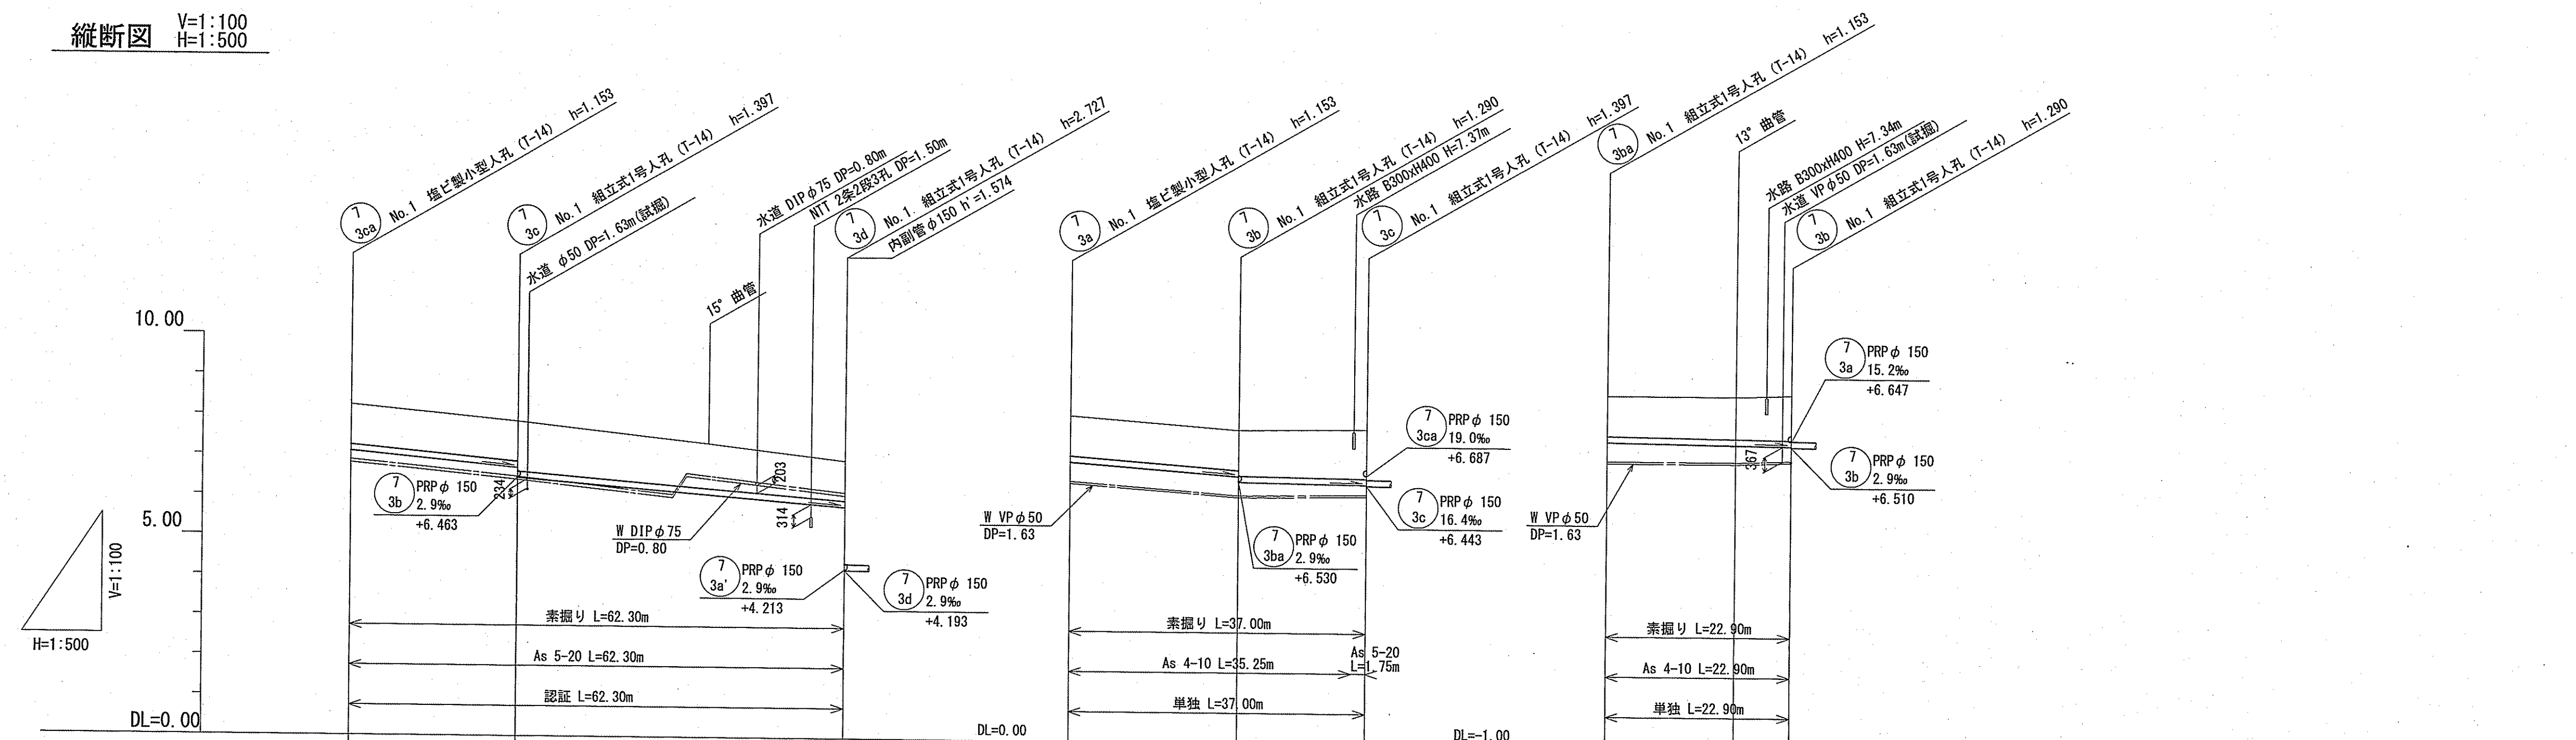 縦断図 V=1:100
H=1:500
7
3ca
No.1 塩ビ製小型人孔(T-14) h=1.153
7
3c
No.1 組立式1号人孔(T-14) h=1.397
水道 φ50 DP=1.63m(試掘)
15° 曲管
水道 DIPφ75 DP=0.80m
NTT 2条2段3孔 DP=1.50m
7
3d
No.1. 組立式1号人孔(T-14) h=2.727
内副管φ150 h'=1.574
7
3a
No.1 塩ビ製小型人孔(T-14) h=1.153
7
3b
No.1 組立式1号人孔(T-14) h=1.290
水路 B300xH400 H=7.37m
7
3c
No.1 組立式1号人孔(T-14) h=1.397
7
3ba
No.1 組立式1号人孔(T-14) h=1.153
13° 曲管
水路 B300xH400 H=7.34m
水道 VPφ50 DP=1.63m(試掘)
7
3b
No.1 組立式1号人孔(T-14) h=1.290
10.00
5.00
DL=0.00
V=1:100
H=1:500
7
3b
PRPφ 150
2.9‰
+6.463
234
W DIPφ75
DP=0.80
203
314
7
3a'
PRPφ 150
2.9‰
+4.213
7
3d
PRPφ 150
2.9‰
+4.193
素掘り L=62.30m
As 5-20 L=62.30m
認証 L=62.30m
W VPφ50
DP=1.63
7
3ca
PRPφ 150
19.0‰
+6.687
7
3c
PRPφ 150
16.4‰
+6.443
7
3ba
PRPφ 150
2.9‰
+6.530
素掘り L=37.00m
As 4-10 L=35.25m
As 5-20
L=1.75m
単独 L=37.00m
DL=0.00
W VPφ50
DP=1.63
367
7
3a
PRPφ 150
15.2‰
+6.647
7
3b
PRPφ 150
2.9‰
+6.510
素掘り L=22.90m
As 4-10 L=22.90m
単独 L=22.90m
DL=-1.00